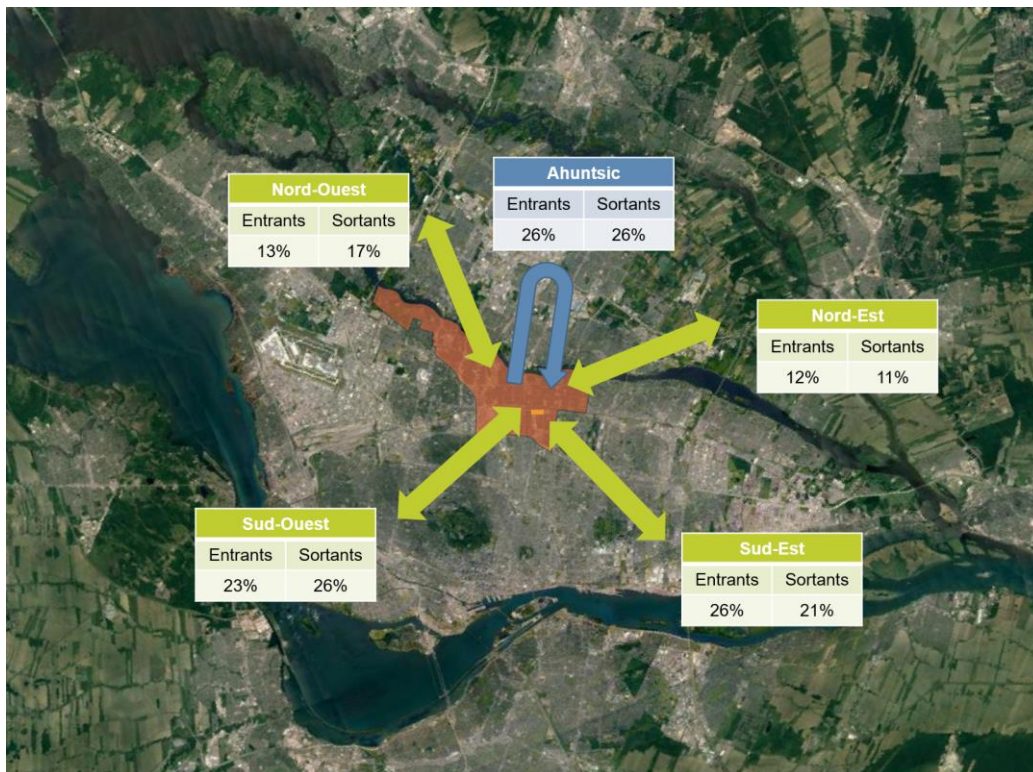 Nord-Ouest
Entrants Sortants
13% 17%
Ahuntsic
Entrants Sortants
26% 26%
Nord-Est
Entrants Sortants
12% 11%
Sud-Ouest
Entrants Sortants
23% 26%
Sud-Est
Entrants Sortants
26% 21%